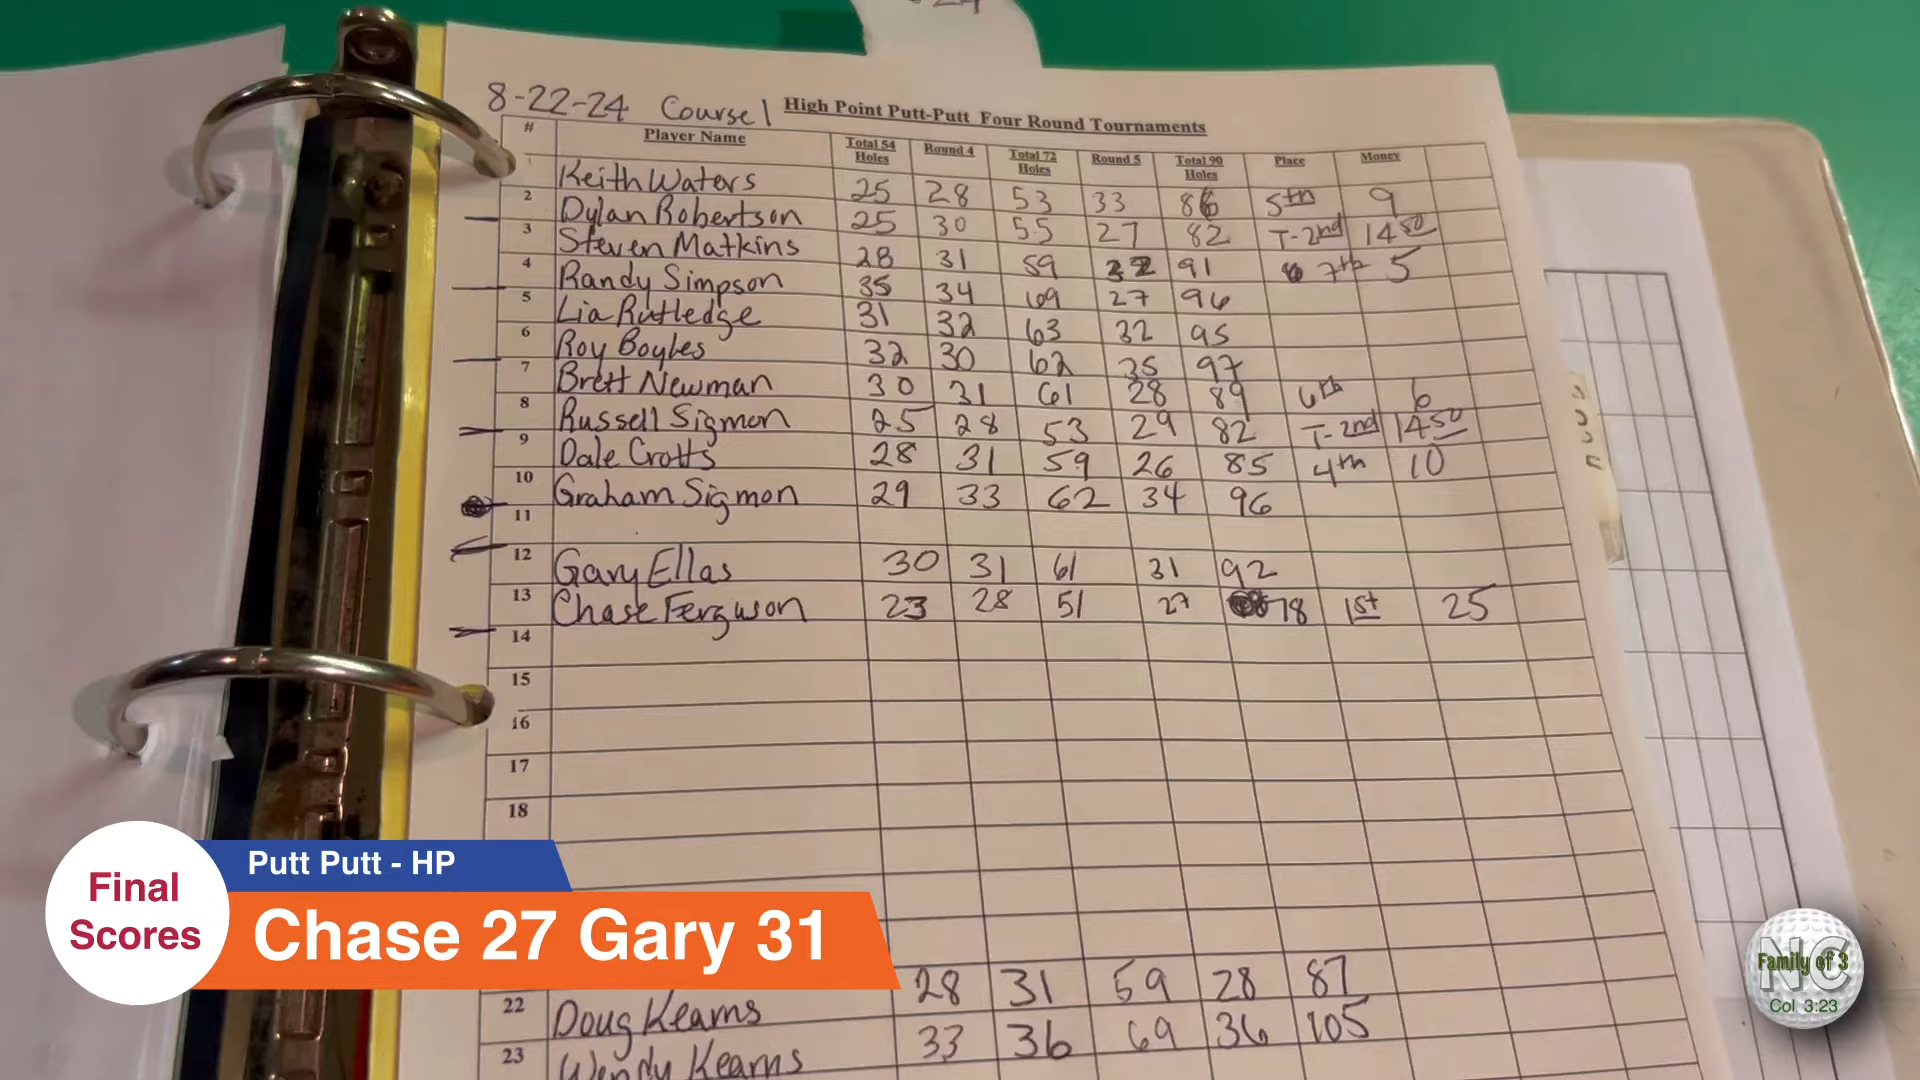 8-22-24 Course 1 High Point Putt-Putt Four Round Tournaments
# Player Name Total 54 Holes Round 4 Total 72 Holes Round 5 Total 90 Holes Place Money
1 Keith Waters 25 28 53 33 86 5th 9
2 Dylan Robertson 25 30 55 27 82 T-2nd 14 50
3 Steven Matkins 28 31 59 32 91 7th 5
4 Randy Simpson 35 34 69 27 96
5 Lia Rutledge 31 32 63 32 95
6 Roy Boyles 32 30 62 35 97
7 Brett Newman 30 31 61 28 89 6th 6
8 Russell Sigmon 25 28 53 29 82 T-2nd 14 50
9 Dale Crotts 28 31 59 26 85 4th 10
10 Graham Sigmon 29 33 62 34 96
11
12 Gary Ellas 30 31 61 31 92
13 Chase Ferguson 23 28 51 27 78 1st 25
14
15
16
17
18
22 Doug Kearns 28 31 59 28 87
23 Wendy Kearns 33 36 69 36 105
Final
Scores
Putt Putt - HP
Chase 27 Gary 31
NC
Family of 3
Col 3:23